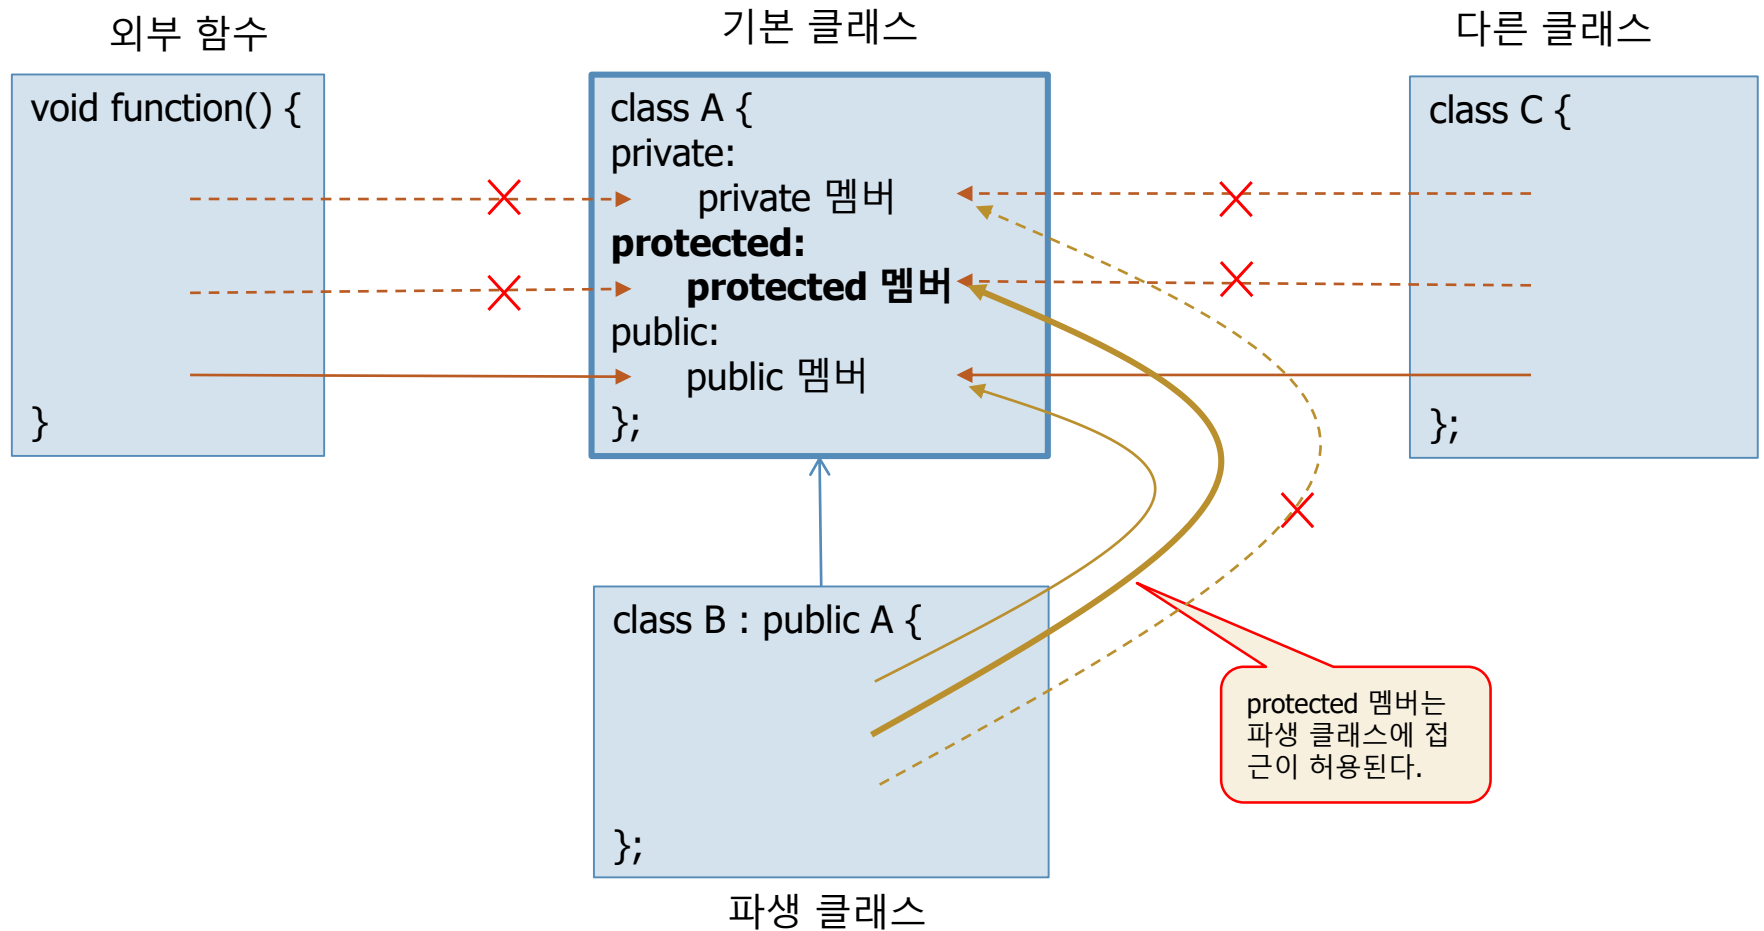 외부 함수
기본 클래스
다른 클래스
void function() {
}
class A {
private:
private 멤버
protected:
protected 멤버
public:
public 멤버
};
class C {
};
class B : public A {
};
파생 클래스
protected 멤버는
파생 클래스에 접
근이 허용된다.